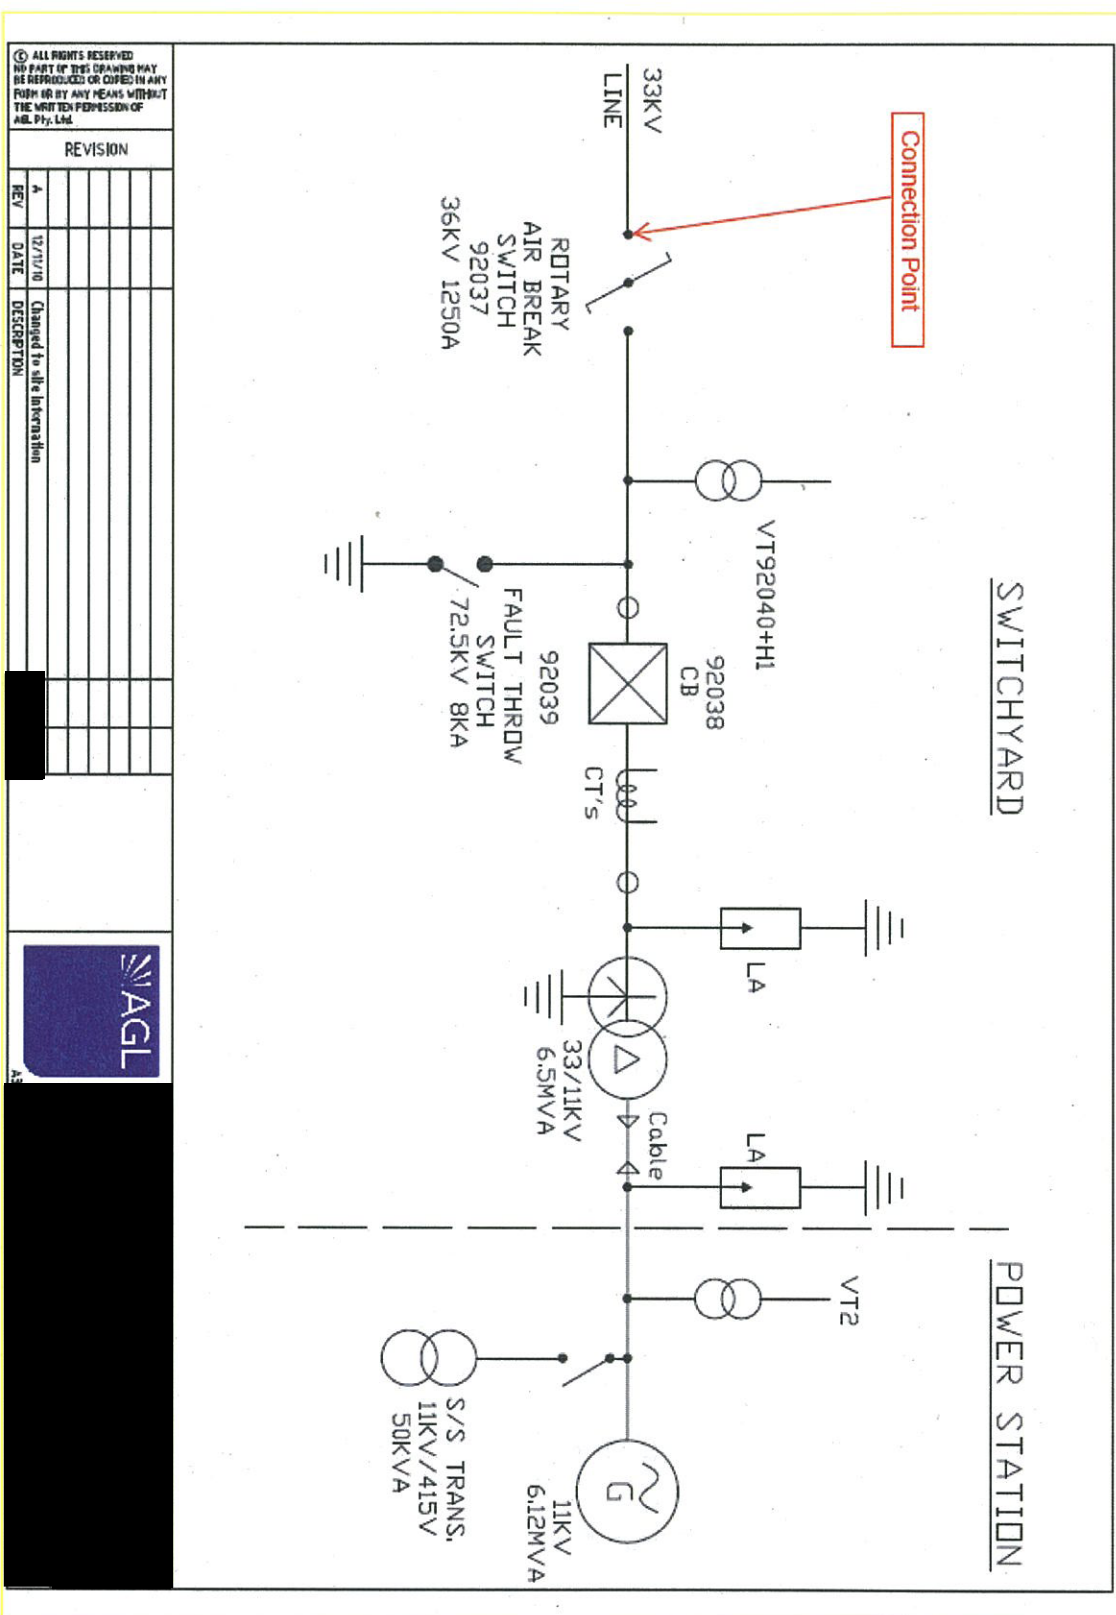 SWITCHYARD
POWER STATION
Connection Point
33KV
LINE
ROTARY
AIR BREAK
SWITCH
92037
36KV 1250A
VT92040+H1
92038
CB
92039
FAULT THROW
SWITCH
72.5KV 8KA
CT's
LA
33/11KV
6.5MVA
Cable
LA
VT2
S/S TRANS.
11KV/415V
50KVA
G
11KV
6.12MVA
© ALL RIGHTS RESERVED
NO PART OF THIS DRAWING MAY
BE REPRODUCED OR COPIED IN ANY
FORM OR BY ANY MEANS WITHOUT
THE WRITTEN PERMISSION OF
AGL Pty. Ltd.
REVISION
A 12/11/10 Changed to site information
REV DATE DESCRIPTION
AGL
A3